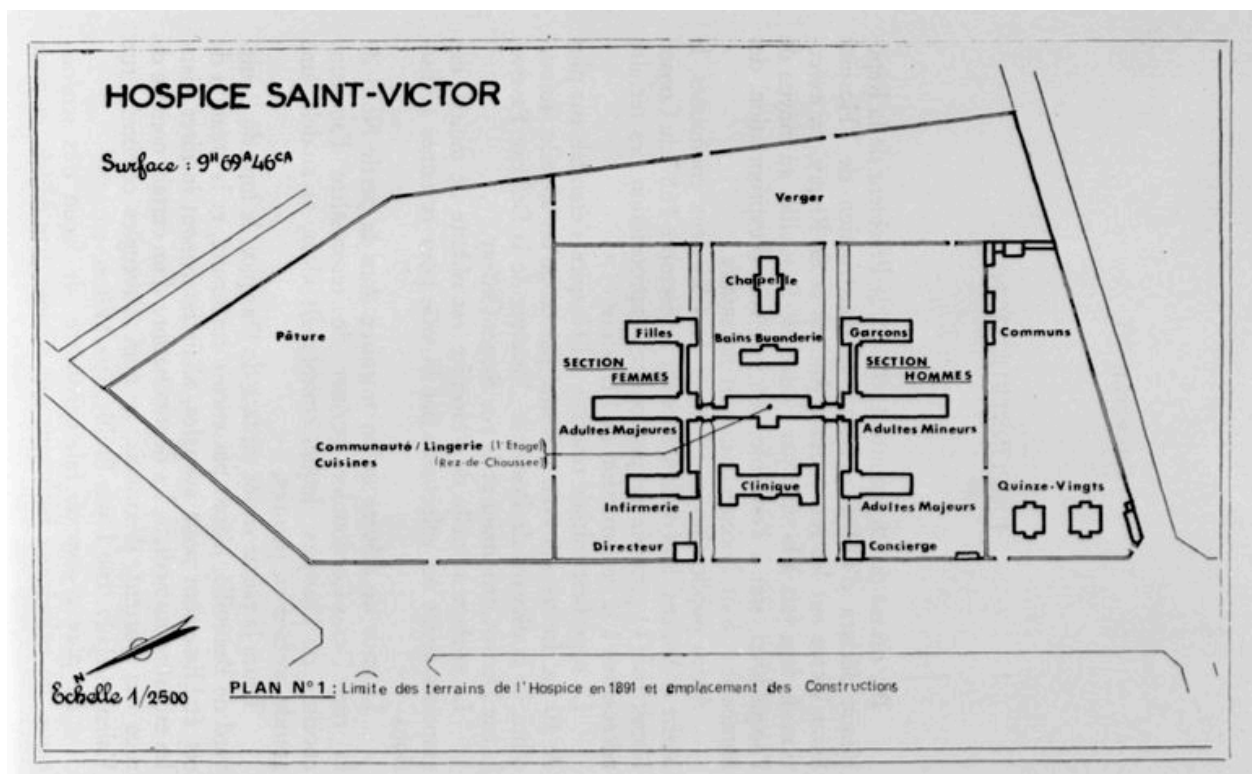 HOSPICE SAINT-VICTOR
Surface : 9H 69A 46CA
Verger
Chapelle
Pâture
Filles
Bains Buanderie
Garçons
Communs
SECTION
FEMMES
SECTION
HOMMES
Adultes Majeures
Adultes Mineurs
Communauté / Lingerie (1' Etage)
Cuisines (Rez-de-Chaussee)
Clinique
Quinze-Vingts
Infirmerie
Adultes Majeurs
Directeur
Concierge
N
Echelle 1/2500
PLAN N°1 : Limite des terrains de l'Hospice en 1891 et emplacement des Constructions